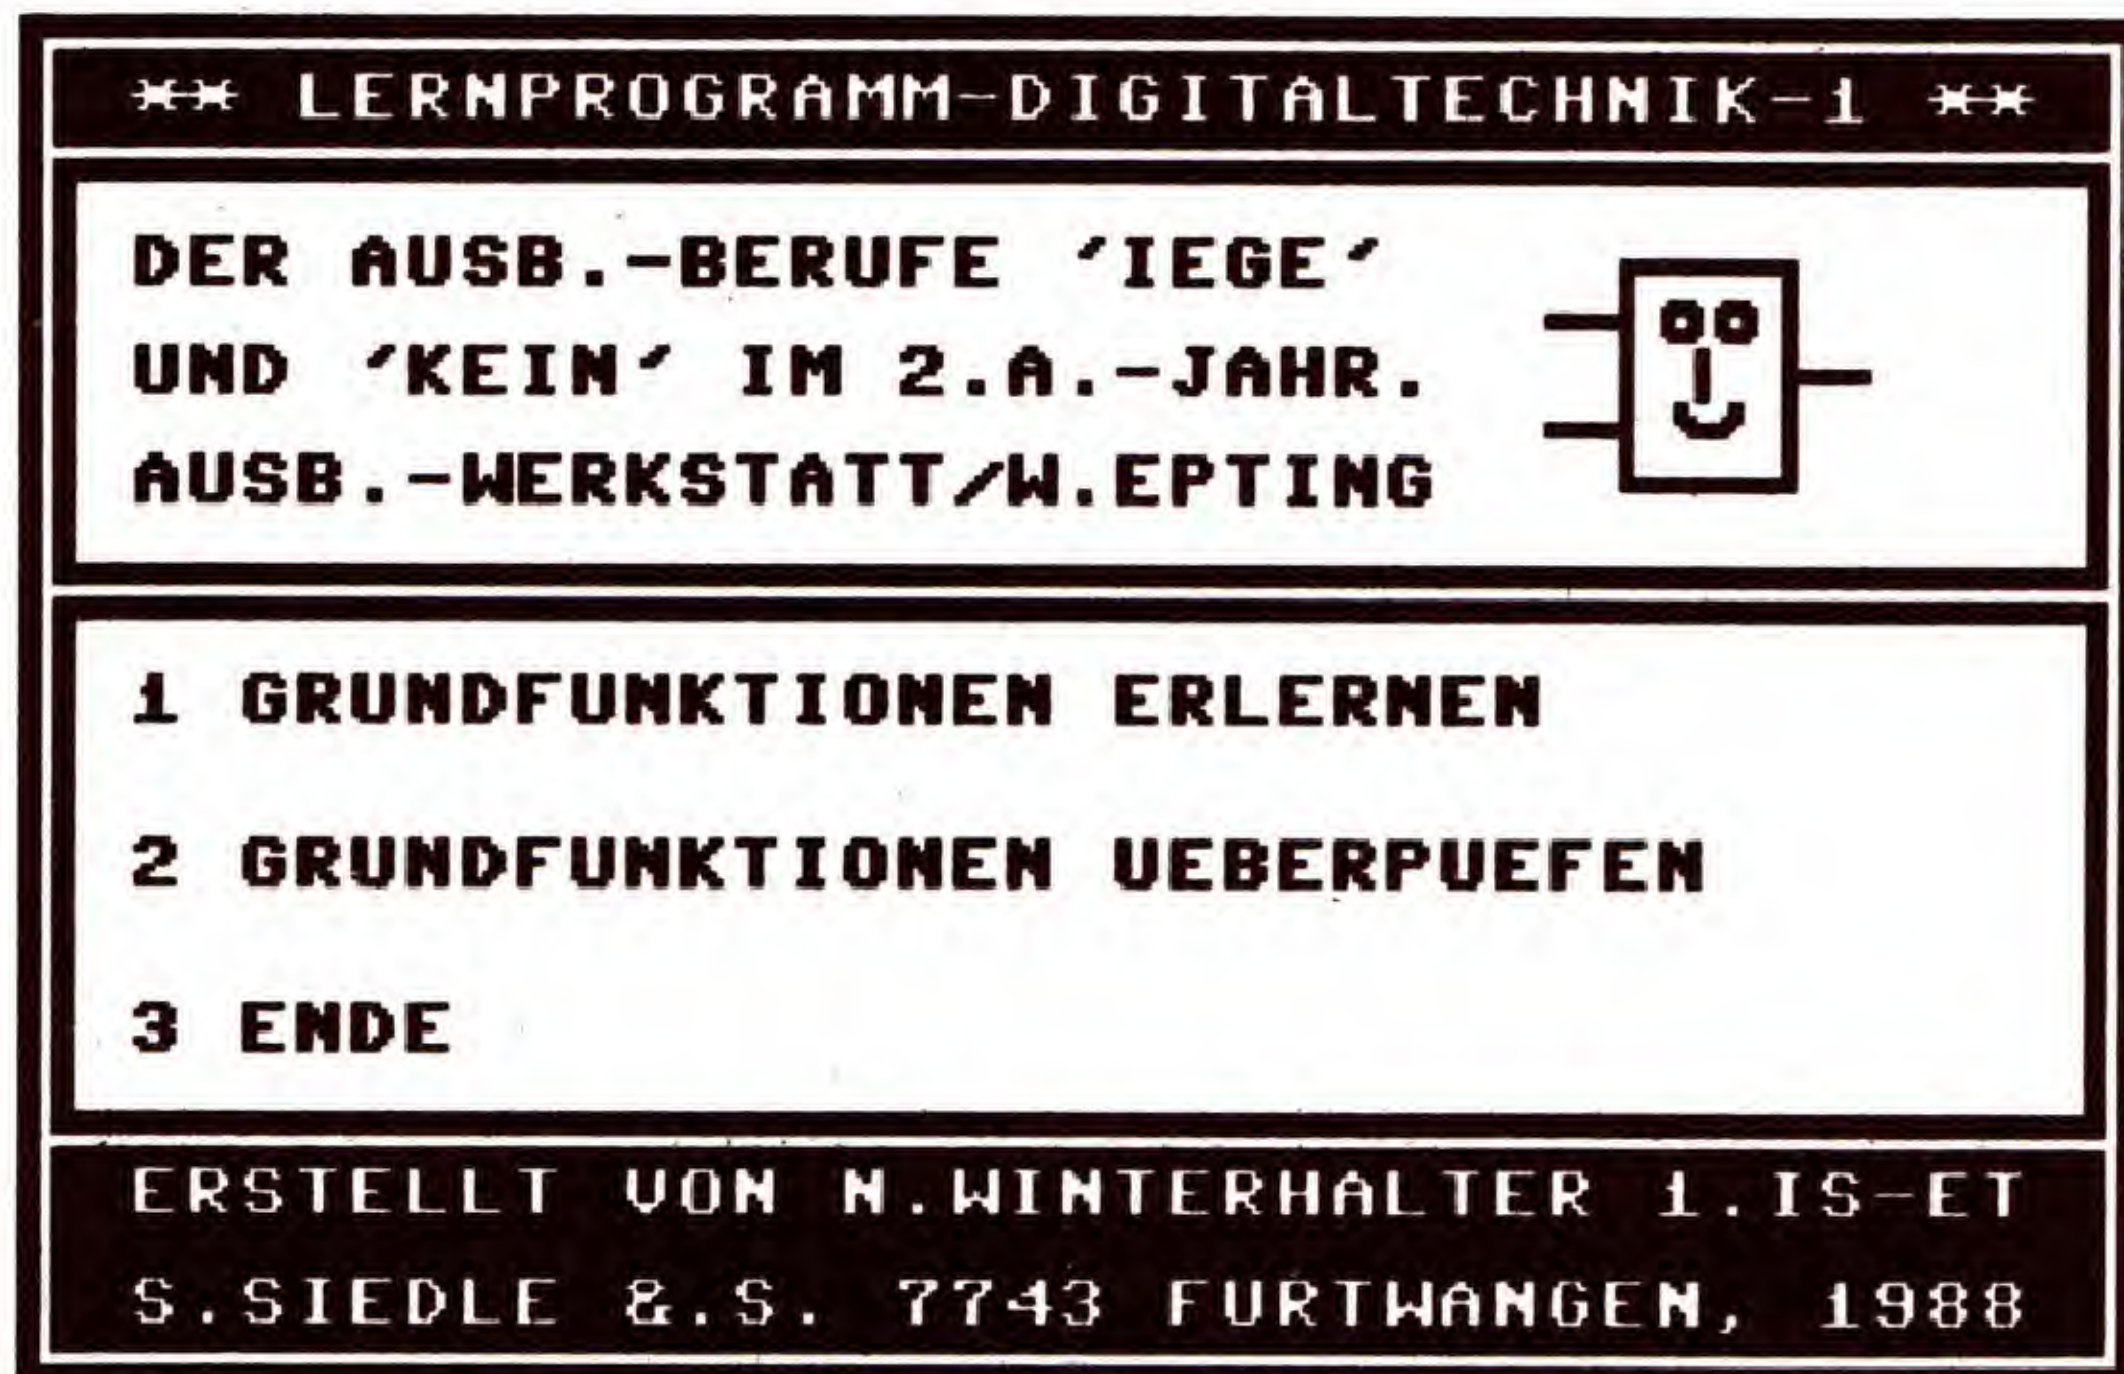 ** LERNPROGRAMM-DIGITALTECHNIK-1 **
DER AUSB.-BERUFE 'IEGE'
UND 'KEIN' IM 2.A.-JAHR.
AUSB.-WERKSTATT/W.EPTING
1 GRUNDFUNKTIONEN ERLERNEN
2 GRUNDFUNKTIONEN UEBERPUEFEN
3 ENDE
ERSTELLT VON N.WINTERHALTER 1.IS-ET
S.SIEDLE &.S. 7743 FURTWANGEN, 1988